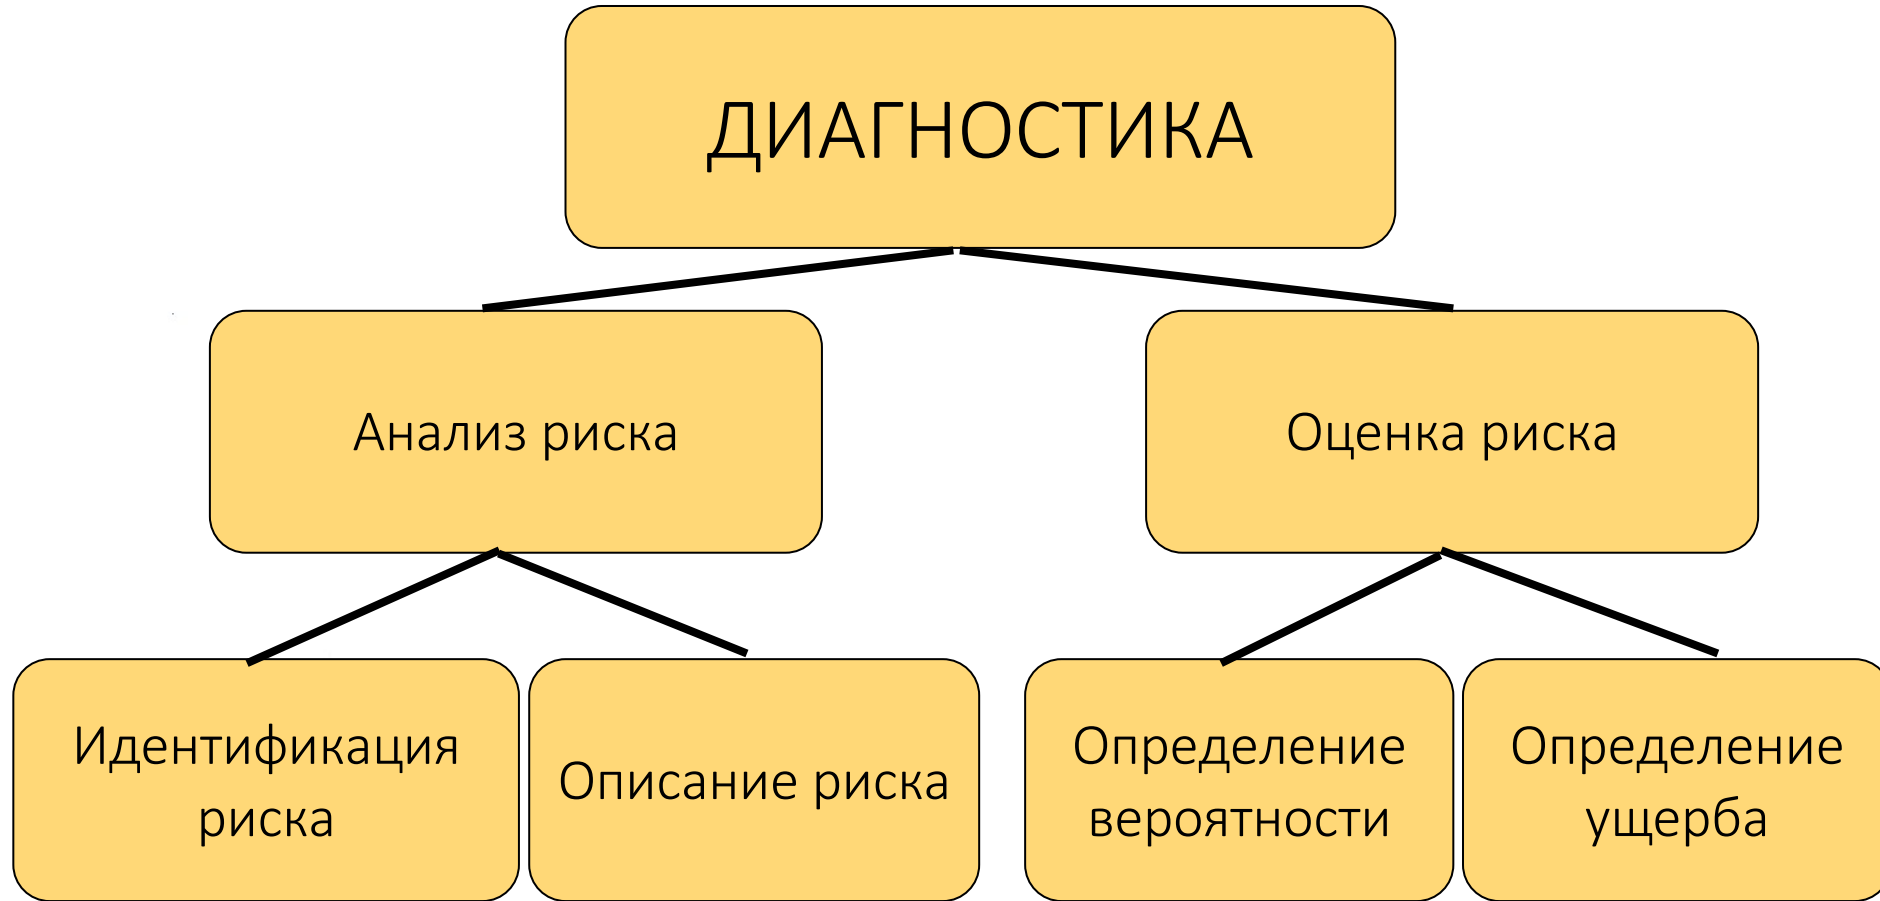 ДИАГНОСТИКА
Анализ риска
Оценка риска
Идентификация
риска
Описание риска
Определение
вероятности
Определение
ущерба